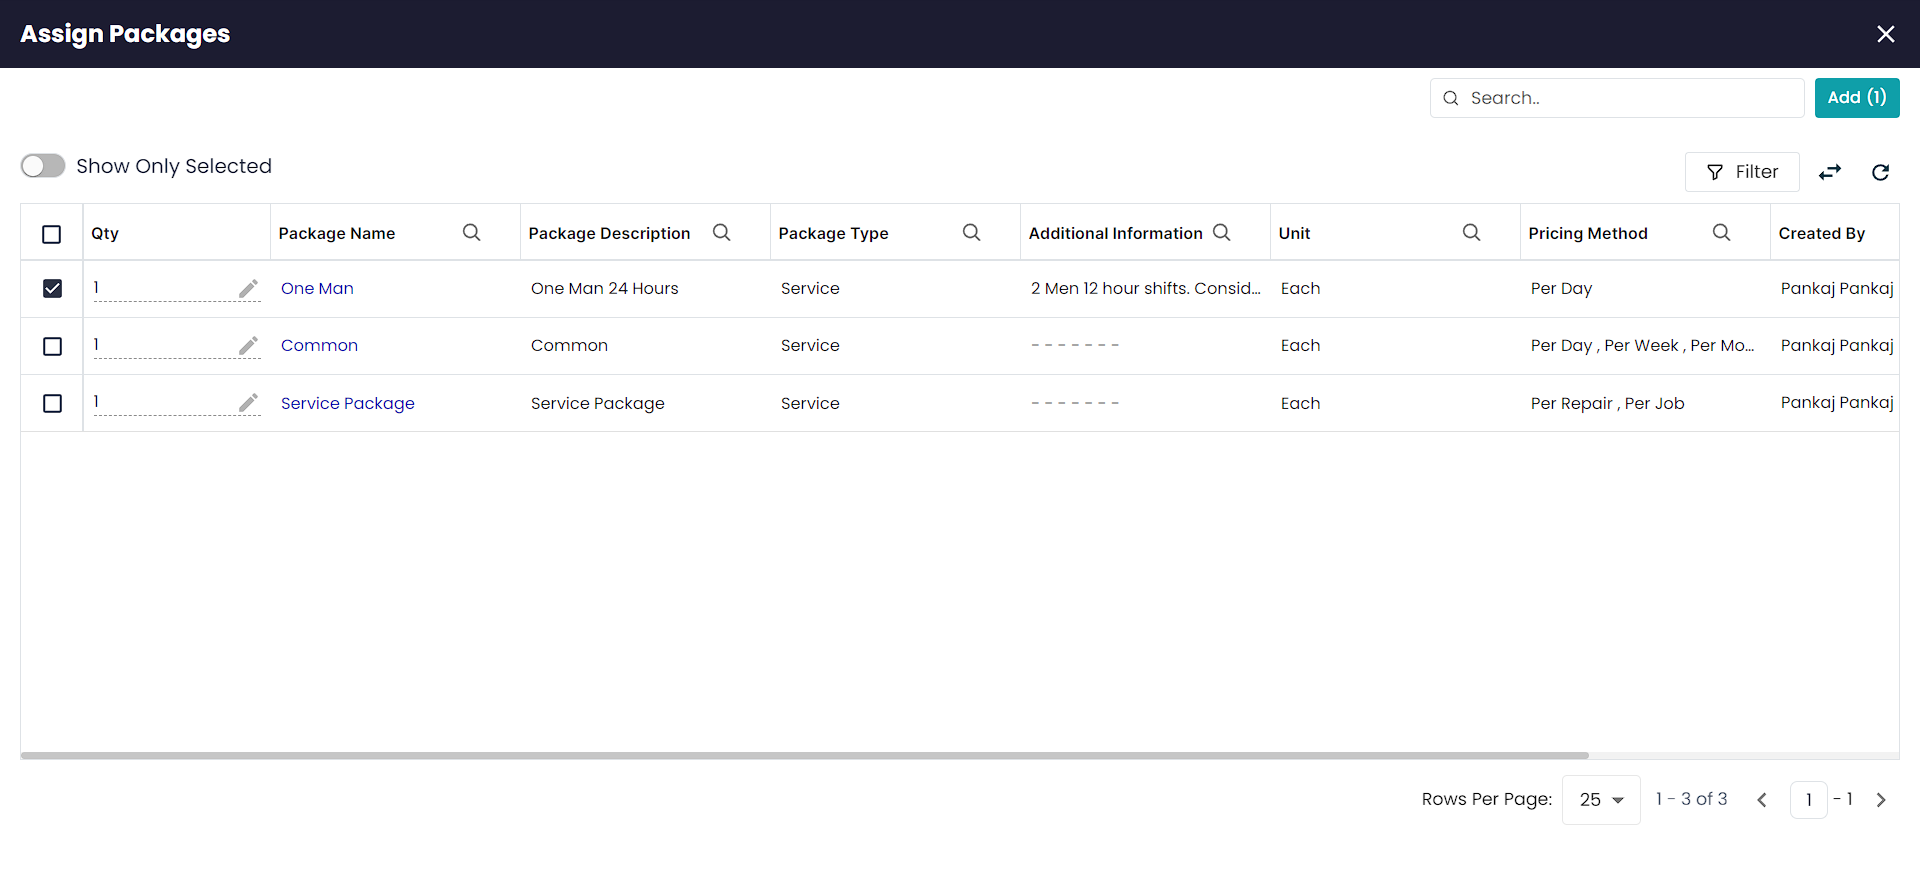 Assign Packages
Search..
Add (1)
Show Only Selected
Filter
Qty Package Name Package Description Package Type Additional Information Unit Pricing Method Created By
1 One Man One Man 24 Hours Service 2 Men 12 hour shifts. Consid... Each Per Day Pankaj Pankaj
1 Common Common Service - - - - - - - Each Per Day , Per Week , Per Mo... Pankaj Pankaj
1 Service Package Service Package Service - - - - - - - Each Per Repair , Per Job Pankaj Pankaj
Rows Per Page: 25 1 - 3 of 3 1 - 1